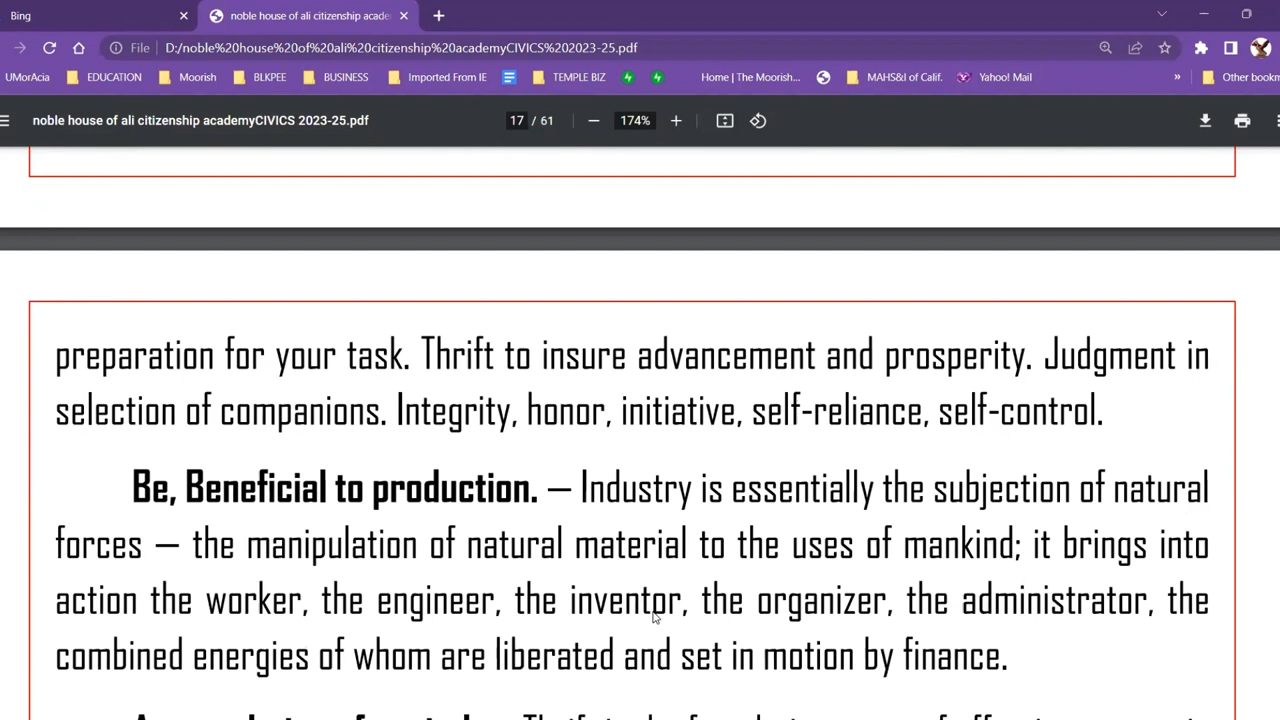 Bing
noble house of ali citizenship acade
File D:/noble%20house%20of%20ali%20citizenship%20academyCIVICS%202023-25.pdf
UMorAcia EDUCATION Moorish BLKPEE BUSINESS Imported From IE TEMPLE BIZ Home | The Moorish... MAHS&I of Calif. Yahoo! Mail » Other bookm
noble house of ali citizenship academyCIVICS 2023-25.pdf 17 / 61 174%
preparation for your task. Thrift to insure advancement and prosperity. Judgment in
selection of companions. Integrity, honor, initiative, self-reliance, self-control.
Be, Beneficial to production. — Industry is essentially the subjection of natural
forces — the manipulation of natural material to the uses of mankind; it brings into
action the worker, the engineer, the inventor, the organizer, the administrator, the
combined energies of whom are liberated and set in motion by finance.